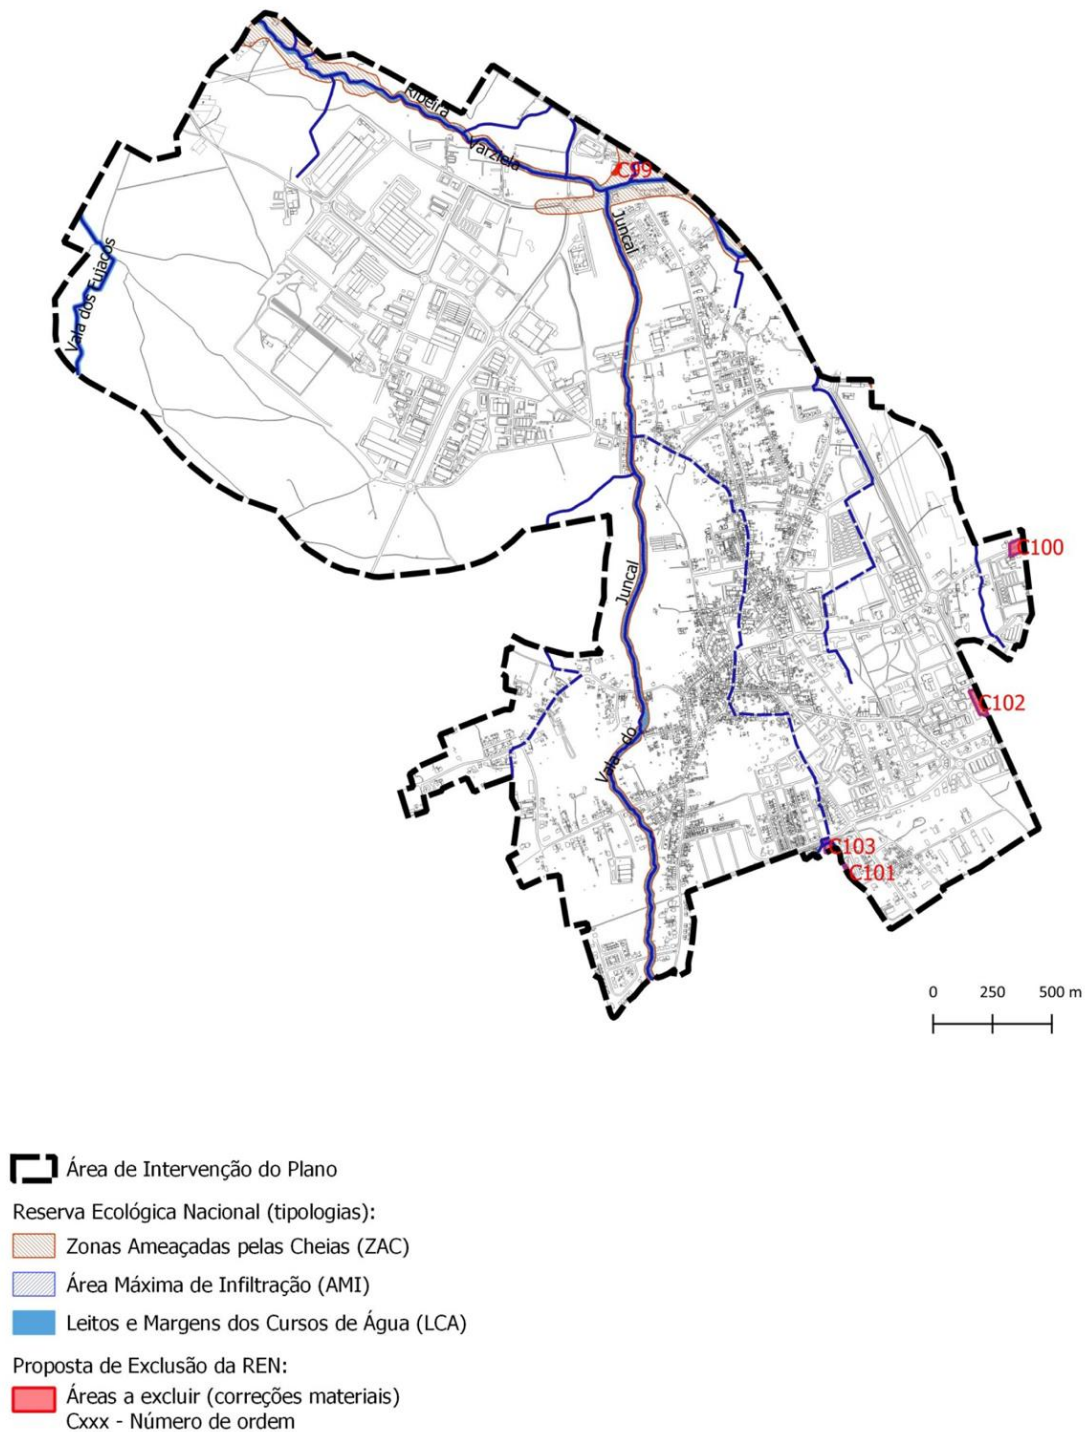 Ribeira
Varziela
C99
Juncal
Vala dos Fujacos
C100
Juncal
C102
Vala do
C103
C101
0 250 500 m
Área de Intervenção do Plano
Reserva Ecológica Nacional (tipologias):
Zonas Ameaçadas pelas Cheias (ZAC)
Área Máxima de Infiltração (AMI)
Leitos e Margens dos Cursos de Água (LCA)
Proposta de Exclusão da REN:
Áreas a excluir (correções materiais)
Cxxx - Número de ordem